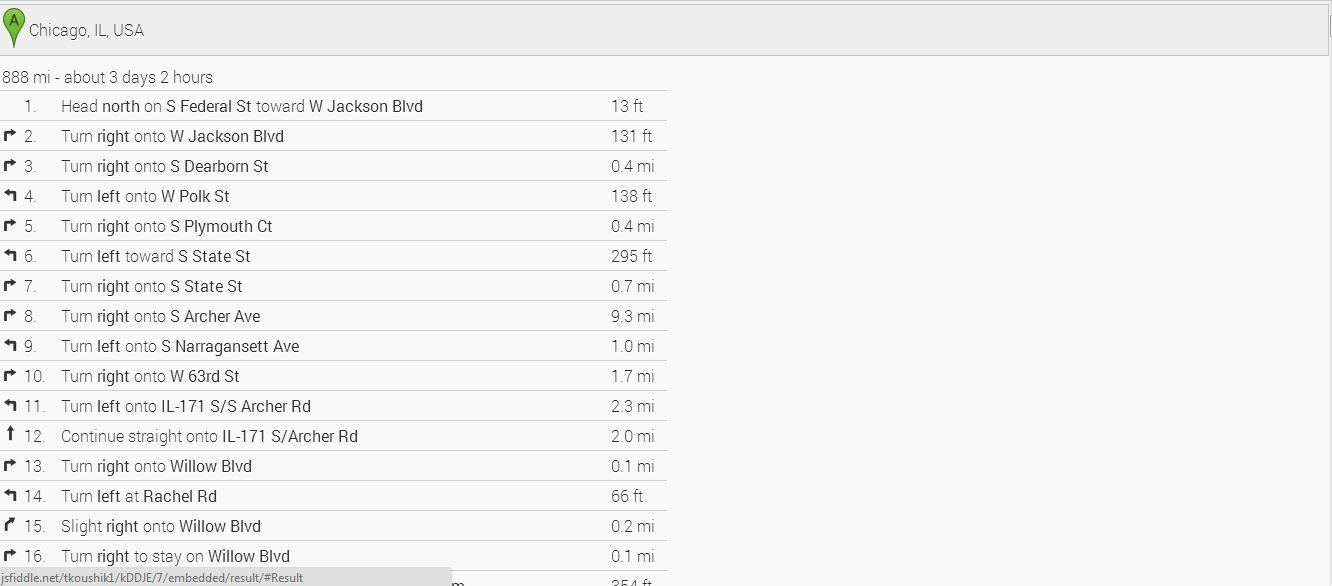 A
Chicago, IL, USA
888 mi - about 3 days 2 hours
1. Head north on S Federal St toward W Jackson Blvd 13 ft
2. Turn right onto W Jackson Blvd 131 ft
3. Turn right onto S Dearborn St 0.4 mi
4. Turn left onto W Polk St 138 ft
5. Turn right onto S Plymouth Ct 0.4 mi
6. Turn left toward S State St 295 ft
7. Turn right onto S State St 0.7 mi
8. Turn right onto S Archer Ave 9.3 mi
9. Turn left onto S Narragansett Ave 1.0 mi
10. Turn right onto W 63rd St 1.7 mi
11. Turn left onto IL-171 S/S Archer Rd 2.3 mi
12. Continue straight onto IL-171 S/Archer Rd 2.0 mi
13. Turn right onto Willow Blvd 0.1 mi
14. Turn left at Rachel Rd 66 ft
15. Slight right onto Willow Blvd 0.2 mi
16. Turn right to stay on Willow Blvd 0.1 mi
jsfiddle.net/tkoushik1/kDDJE/7/embedded/result/#Result
354 ft